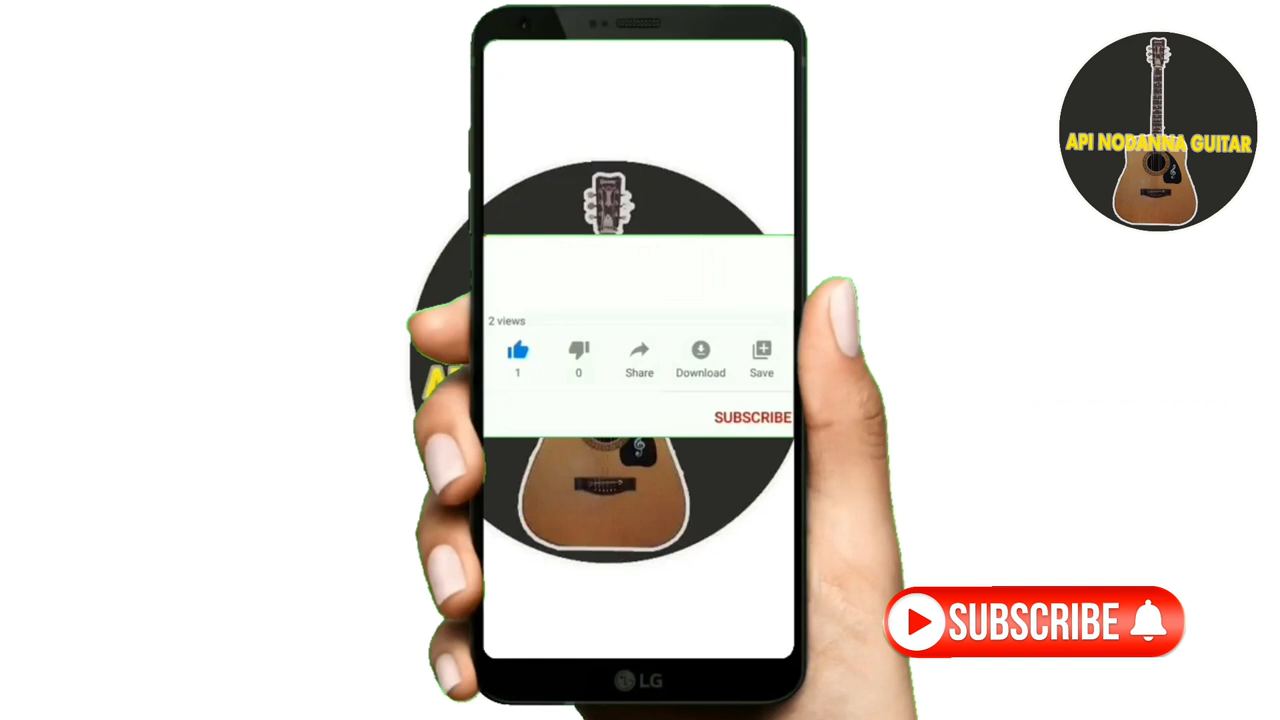 API NODANNA GUITAR
2 views
1
0
Share
Download
Save
SUBSCRIBE
SUBSCRIBE
LG